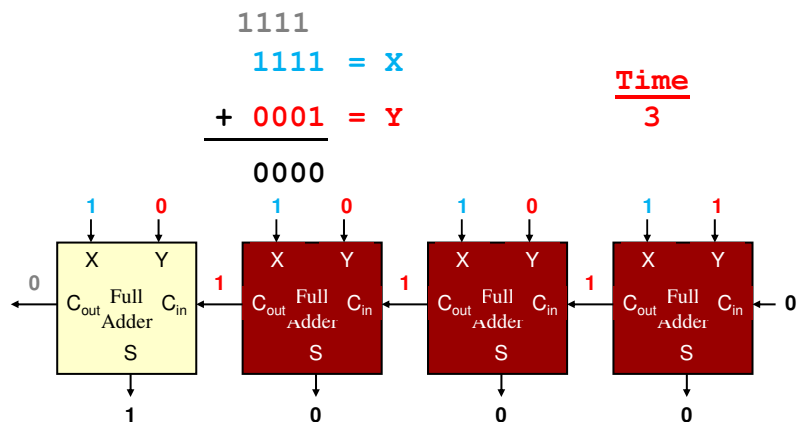 1111
1111 = X
Time
+ 0001 = Y
3
0000
1 0 1 0 1 0 1 1
X Y X Y X Y X Y
0 1 1 1
Cout Full Adder Cin Cout Full Adder Cin Cout Full Adder Cin Cout Full Adder Cin 0
S S S S
1 0 0 0